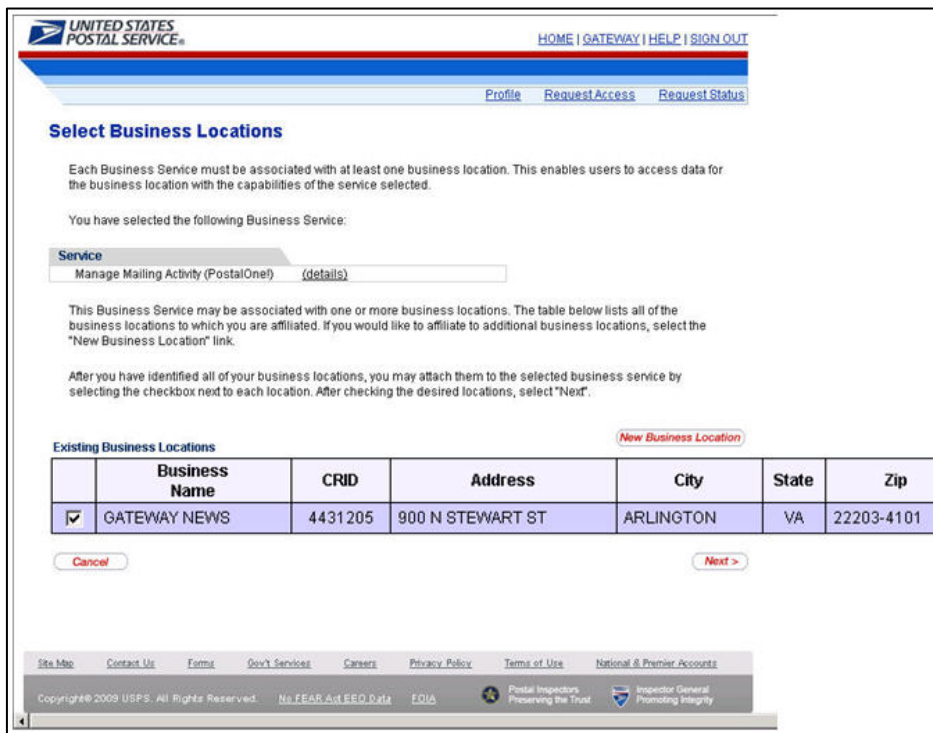 UNITED STATES
POSTAL SERVICE®
HOME | GATEWAY | HELP | SIGN OUT
Profile Request Access Request Status
Select Business Locations
Each Business Service must be associated with at least one business location. This enables users to access data for
the business location with the capabilities of the service selected.
You have selected the following Business Service:
Service
Manage Mailing Activity (PostalOne!) (details)
This Business Service may be associated with one or more business locations. The table below lists all of the
business locations to which you are affiliated. If you would like to affiliate to additional business locations, select the
"New Business Location" link.
After you have identified all of your business locations, you may attach them to the selected business service by
selecting the checkbox next to each location. After checking the desired locations, select "Next".
New Business Location
Existing Business Locations
Business Name CRID Address City State Zip
GATEWAY NEWS 4431205 900 N STEWART ST ARLINGTON VA 22203-4101
Cancel Next >
Site Map Contact Us Forms Gov't Services Careers Privacy Policy Terms of Use National & Premier Accounts
Copyright© 2009 USPS. All Rights Reserved. No FEAR Act EEO Data FOIA Postal Inspectors Preserving the Trust Inspector General Promoting Integrity